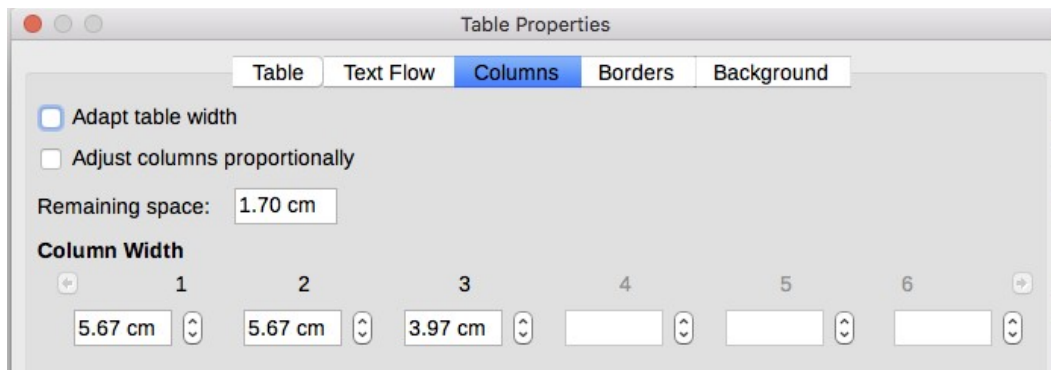 Table Properties
Table Text Flow Columns Borders Background
Adapt table width
Adjust columns proportionally
Remaining space: 1.70 cm
Column Width
1 2 3 4 5 6
5.67 cm 5.67 cm 3.97 cm